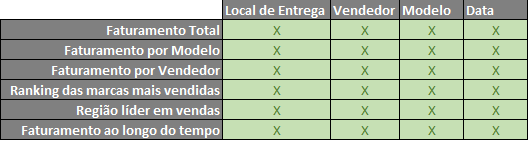 Local de Entrega Vendedor Modelo Data
Faturamento Total X X X X
Faturamento por Modelo X X X X
Faturamento por Vendedor X X X X
Ranking das marcas mais vendidas X X X X
Região líder em vendas X X X X
Faturamento ao longo do tempo X X X X